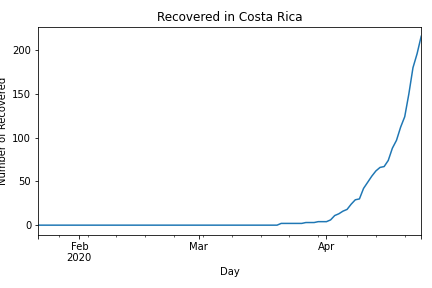 Recovered in Costa Rica
Number of Recovered
200
150
100
50
0
Feb
2020
Mar
Apr
Day